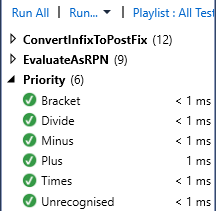 Run All | Run... | Playlist : All Test
ConvertInfixToPostFix (12)
EvaluateAsRPN (9)
Priority (6)
Bracket < 1 ms
Divide < 1 ms
Minus < 1 ms
Plus 1 ms
Times < 1 ms
Unrecognised < 1 ms